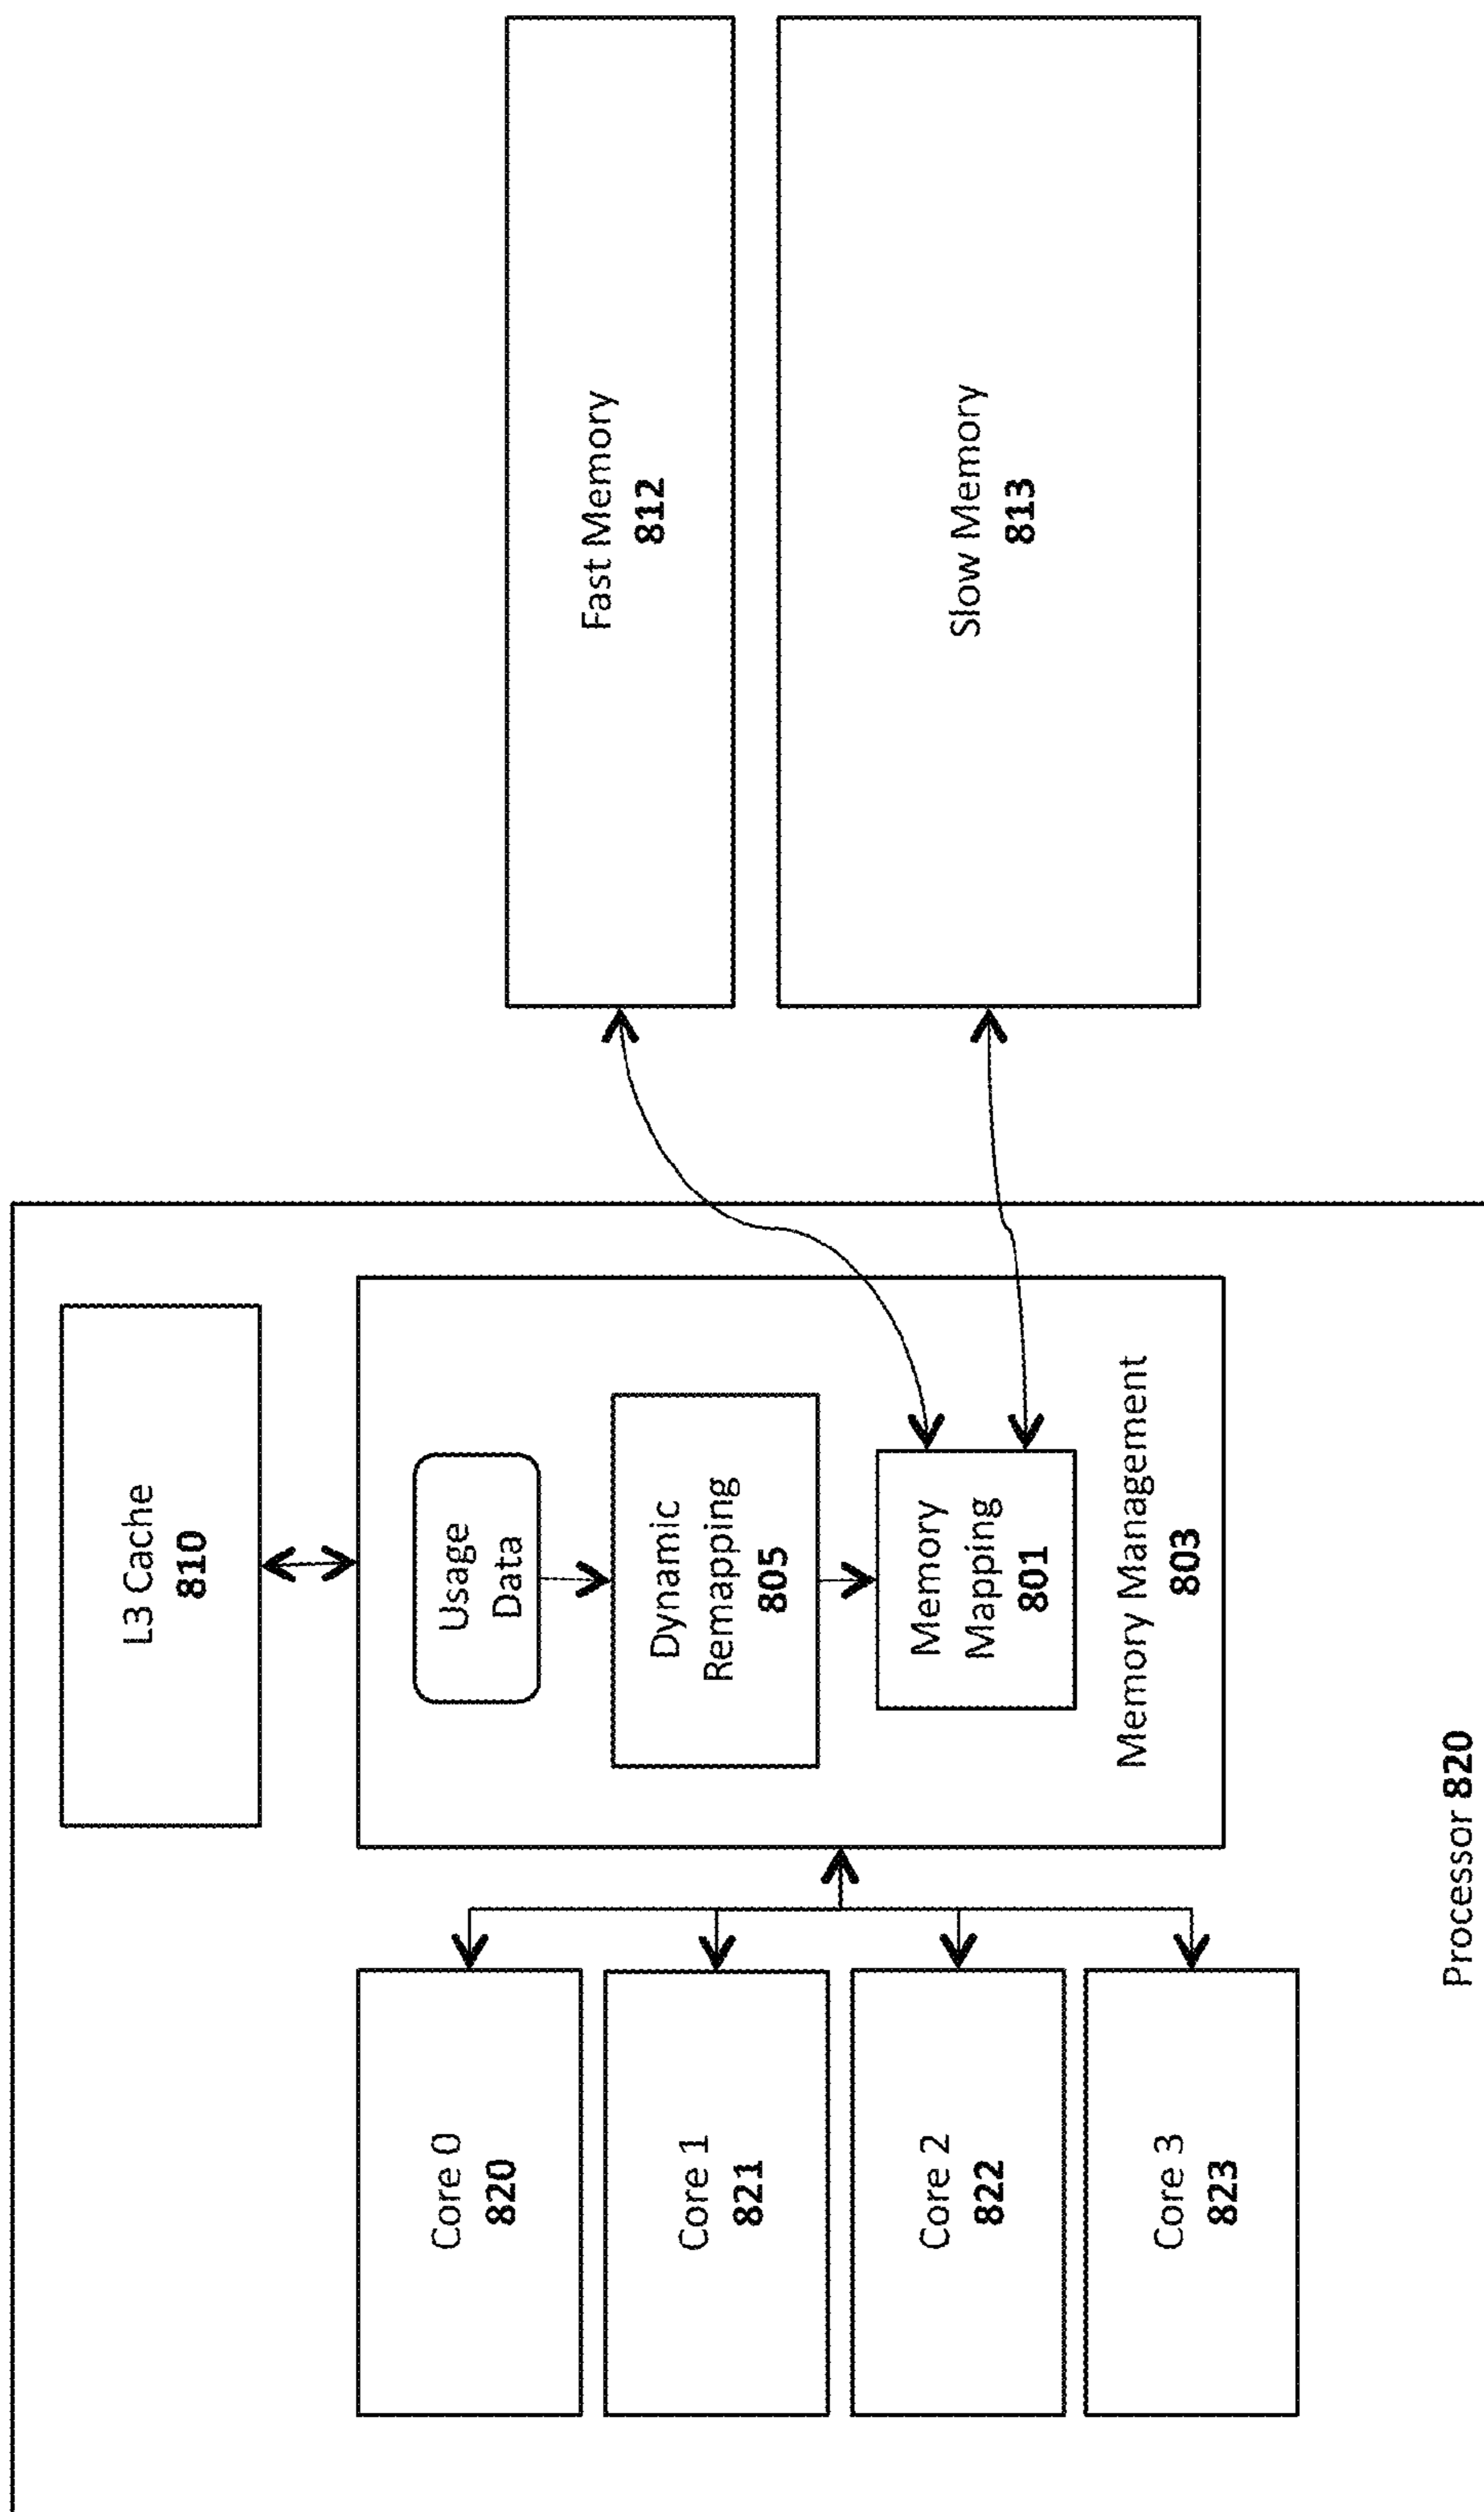 L3 Cache
810
Core 0
820
Core 1
821
Core 2
822
Core 3
823
Usage
Data
Dynamic
Remapping
805
Memory
Mapping
801
Memory Management
803
Processor 820
Fast Memory
812
Slow Memory
813